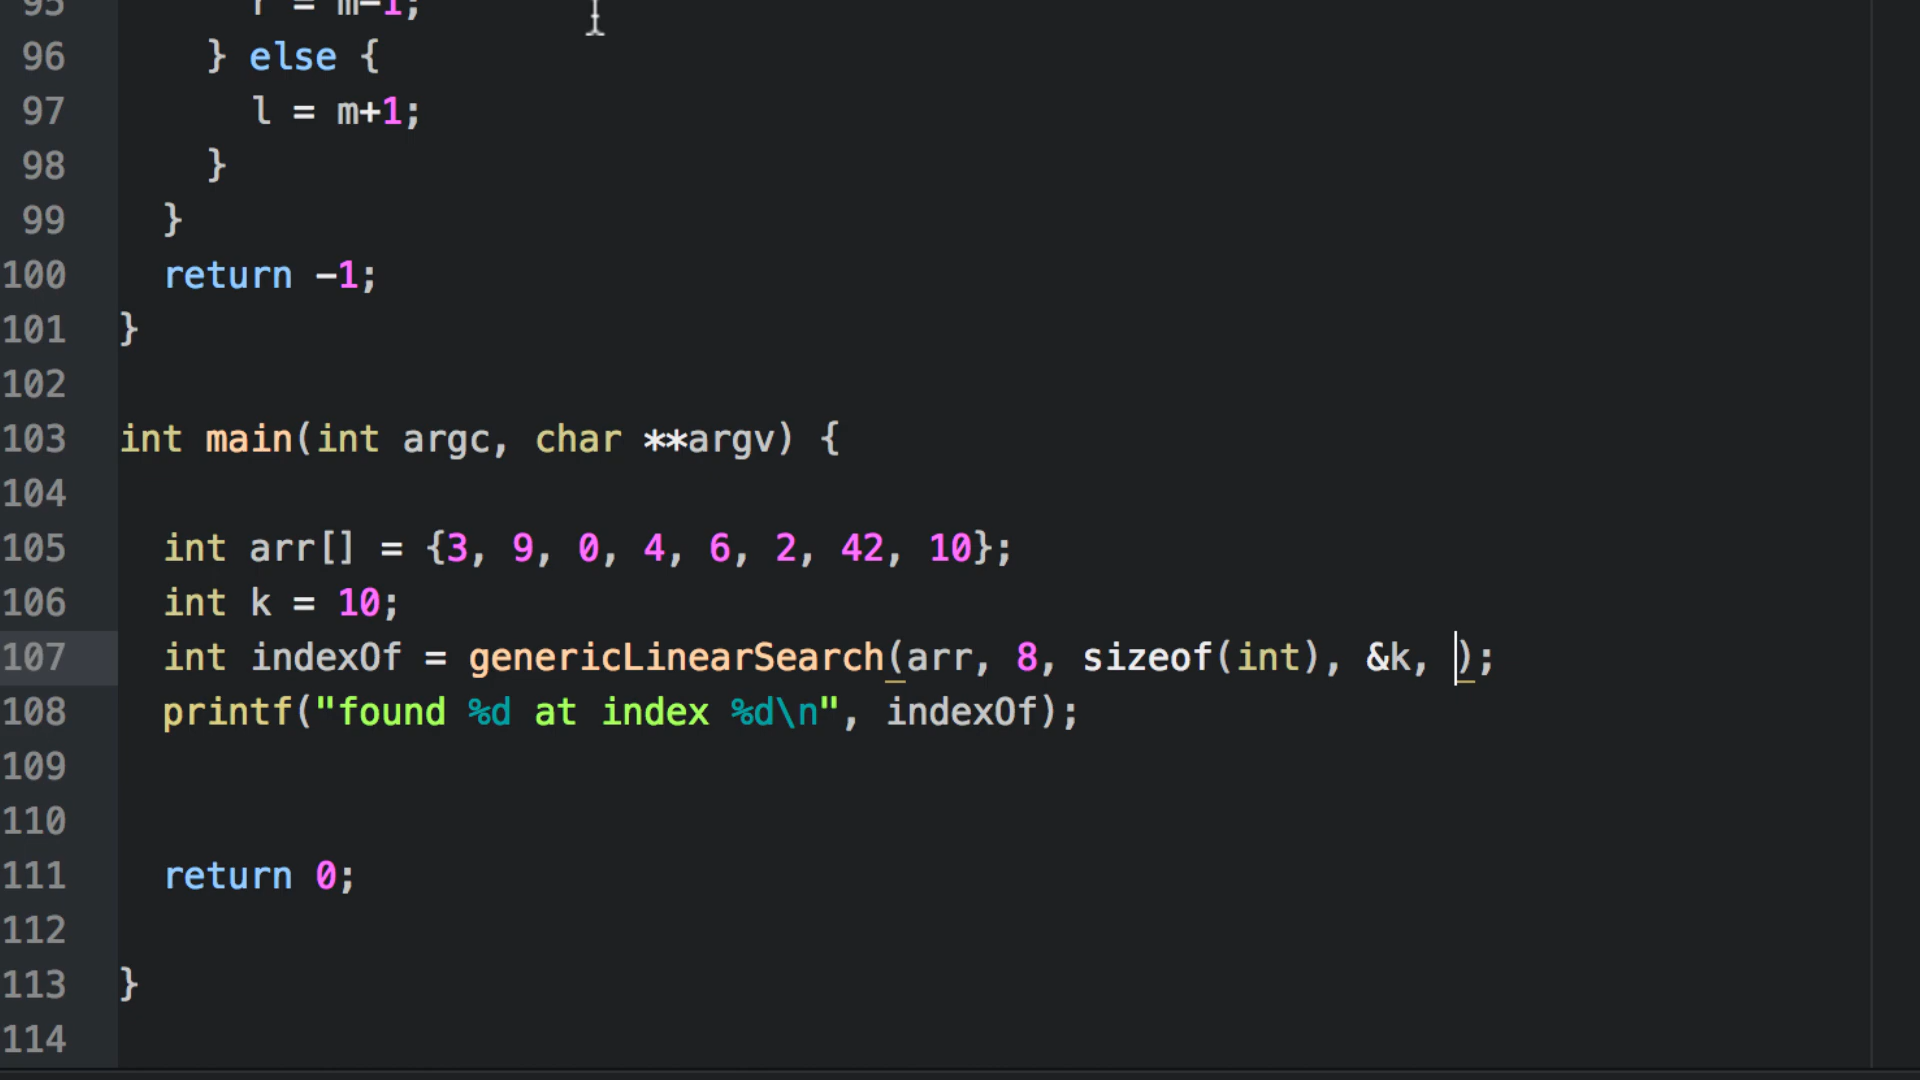 95       r = m-1;
96     } else {
97       l = m+1;
98     }
99   }
100   return -1;
101 }
102
103 int main(int argc, char **argv) {
104
105   int arr[] = {3, 9, 0, 4, 6, 2, 42, 10};
106   int k = 10;
107   int indexOf = genericLinearSearch(arr, 8, sizeof(int), &k, );
108   printf("found %d at index %d\n", indexOf);
109
110
111   return 0;
112
113 }
114